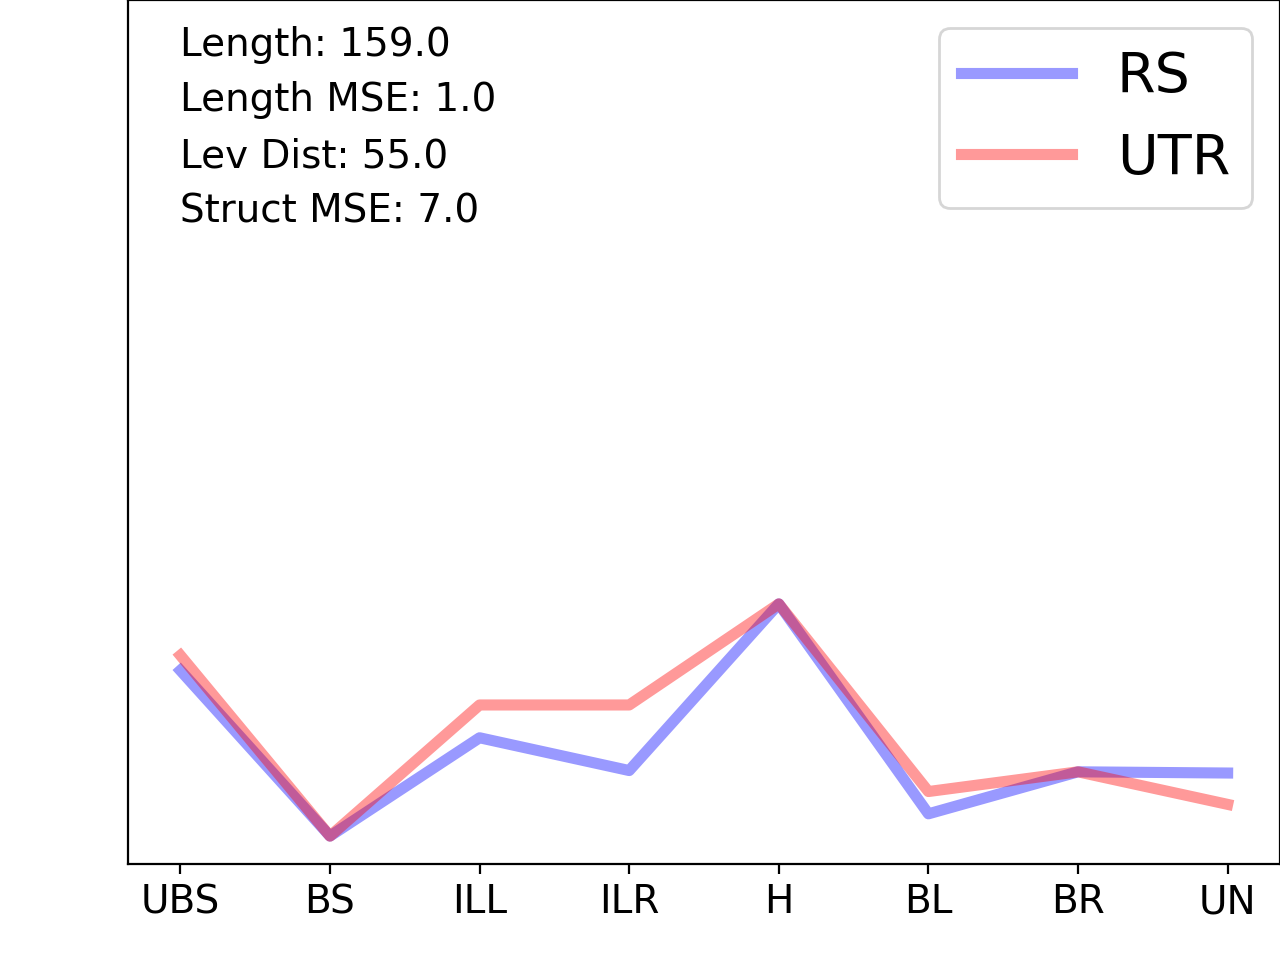 Length: 159.0
Length MSE: 1.0
Lev Dist: 55.0
Struct MSE: 7.0
RS
UTR
UBS BS ILL ILR H BL BR UN